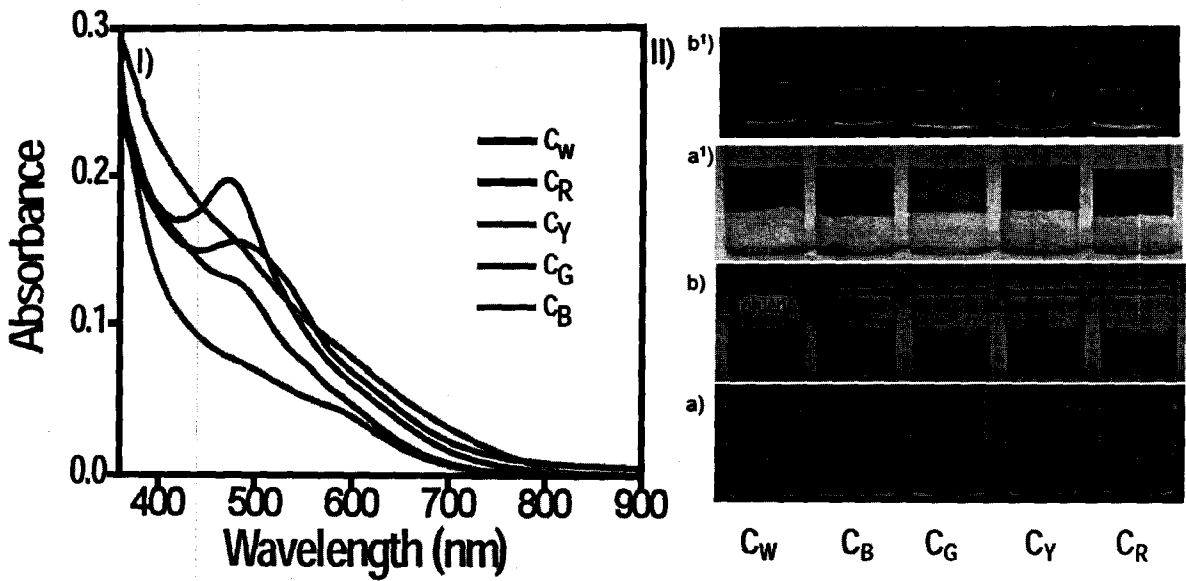 0.3
0.2
0.1
0.0
Absorbance
I)
C_W
C_R
C_Y
C_G
C_B
400 500 600 700 800 900
Wavelength (nm)
II)
b¹)
a¹)
b)
a)
C_W C_B C_G C_Y C_R